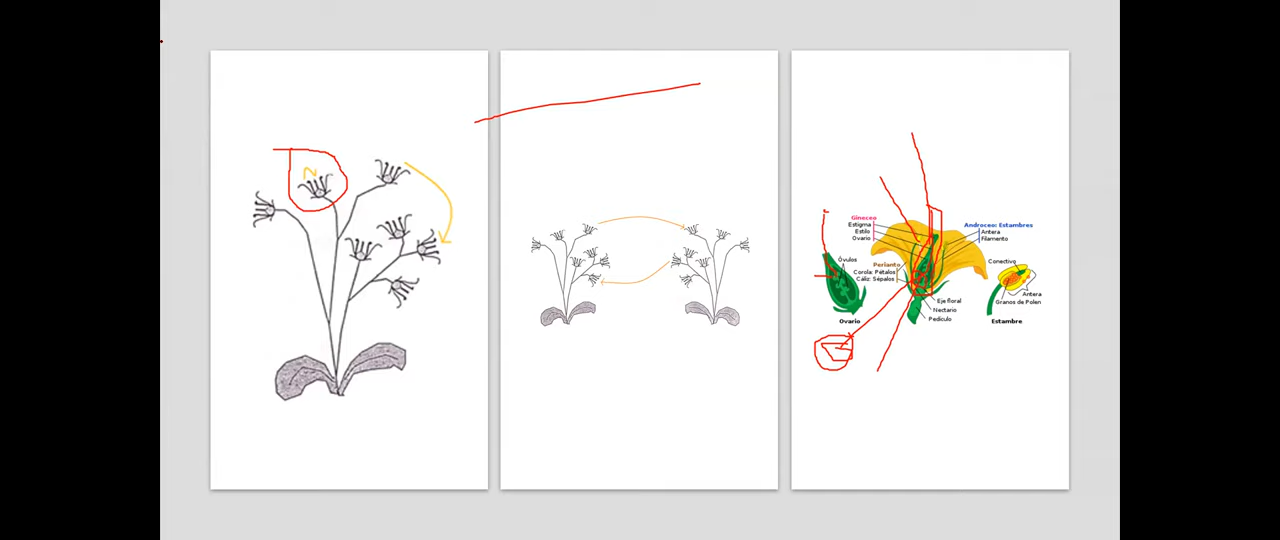 Gineceo
Estigma
Estilo
Ovario
Androceo: Estambres
Antera
Filamento
Óvulos
Perianto
Corola: Pétalos
Cáliz: Sépalos
Conectivo
Antera
Granos de Polen
Eje floral
Nectario
Pedículo
Ovario
Estambre